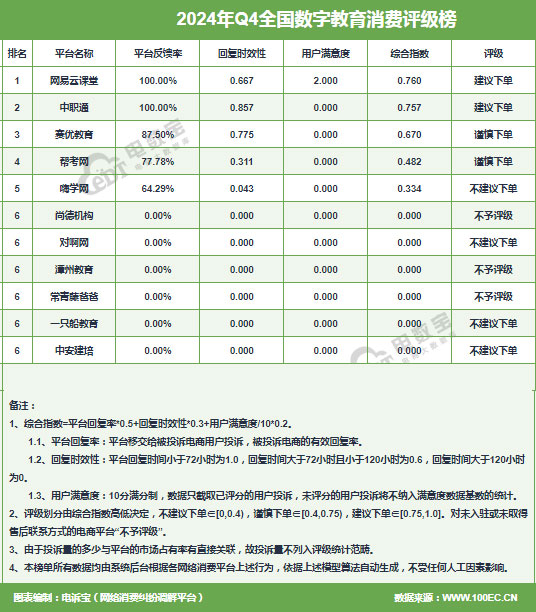 2024年Q4全国数字教育消费评级榜
排名 平台名称 平台反馈率 回复时效性 用户满意度 综合指数 评级
1 网易云课堂 100.00% 0.667 2.000 0.760 建议下单
2 中职通 100.00% 0.857 0.000 0.757 建议下单
3 赛优教育 87.50% 0.775 0.000 0.670 谨慎下单
4 帮考网 77.78% 0.311 0.000 0.482 谨慎下单
5 嗨学网 64.29% 0.043 0.000 0.334 不建议下单
6 尚德机构 0.00% 0.000 0.000 0.000 不予评级
6 对啊网 0.00% 0.000 0.000 0.000 不建议下单
6 潭州教育 0.00% 0.000 0.000 0.000 不予评级
6 常青藤爸爸 0.00% 0.000 0.000 0.000 不予评级
6 一只船教育 0.00% 0.000 0.000 0.000 不建议下单
6 中安建培 0.00% 0.000 0.000 0.000 不建议下单
电数宝
电数宝
备注：
1、综合指数=平台回复率*0.5+回复时效性*0.3+用户满意度/10*0.2。
1.1、平台回复率：平台移交给被投诉电商用户投诉，被投诉电商的有效回复率。
1.2、回复时效性：平台回复时间小于72小时为1.0，回复时间大于72小时且小于120小时为0.6，回复时间大于120小时
为0。
1.3、用户满意度：10分满分制，数据只截取已评分的用户投诉，未评分的用户投诉将不纳入满意度数据基数的统计。
2、评级划分由综合指数高低决定，不建议下单∈[0,0.4)，谨慎下单∈[0.4,0.75)，建议下单∈[0.75,1.0]。对未入驻或未取得
售后联系方式的电商平台“不予评级”。
3、由于投诉量的多少与平台的市场占有率有直接关联，故投诉量不列入评级统计范畴。
4、本榜单所有数据均由系统后台根据各网络消费平台上述行为，依据上述模型算法自动生成，不受任何人工因素影响。
图表编制：电诉宝（网络消费纠纷调解平台） 数据来源：WWW.100EC.CN